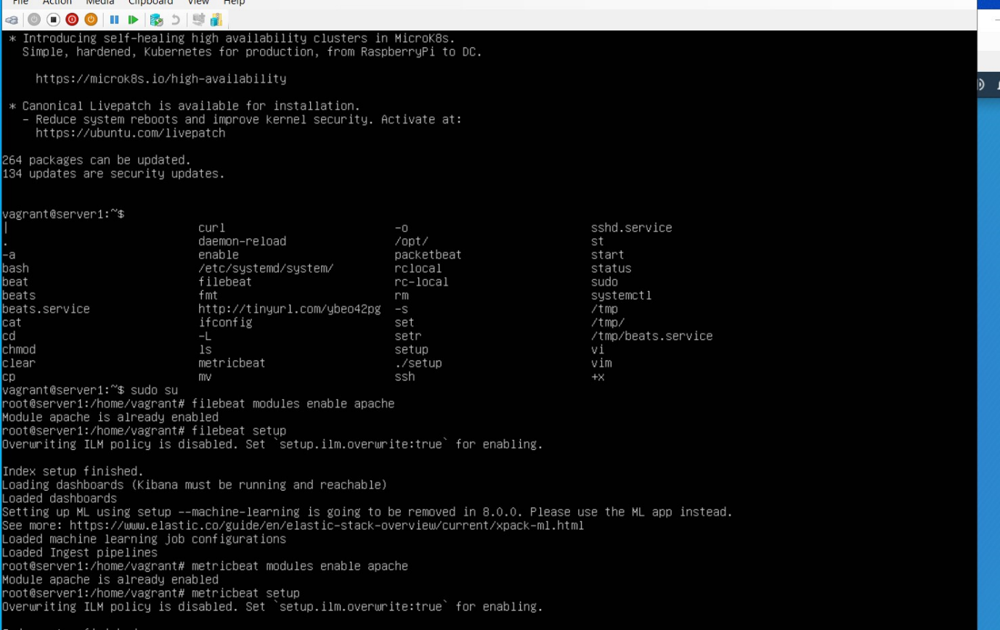 File Action Media Clipboard View Help
* Introducing self-healing high availability clusters in MicroK8s.
Simple, hardened, Kubernetes for production, from RaspberryPi to DC.
https://microk8s.io/high-availability
* Canonical Livepatch is available for installation.
- Reduce system reboots and improve kernel security. Activate at:
https://ubuntu.com/livepatch
264 packages can be updated.
134 updates are security updates.
vagrant@server1:~$
| curl -o sshd.service
. daemon-reload /opt/ st
-a enable packetbeat start
bash /etc/systemd/system/ rclocal status
beat filebeat rc-local sudo
beats fmt rm systemctl
beats.service http://tinyurl.com/ybeo42pg -s /tmp
cat ifconfig set /tmp/
cd -L setr /tmp/beats.service
chmod ls setup vi
clear metricbeat ./setup vim
cp mv ssh +x
vagrant@server1:~$ sudo su
root@server1:/home/vagrant# filebeat modules enable apache
Module apache is already enabled
root@server1:/home/vagrant# filebeat setup
Overwriting ILM policy is disabled. Set `setup.ilm.overwrite:true` for enabling.
Index setup finished.
Loading dashboards (Kibana must be running and reachable)
Loaded dashboards
Setting up ML using setup --machine-learning is going to be removed in 8.0.0. Please use the ML app instead.
See more: https://www.elastic.co/guide/en/elastic-stack-overview/current/xpack-ml.html
Loaded machine learning job configurations
Loaded Ingest pipelines
root@server1:/home/vagrant# metricbeat modules enable apache
Module apache is already enabled
root@server1:/home/vagrant# metricbeat setup
Overwriting ILM policy is disabled. Set `setup.ilm.overwrite:true` for enabling.